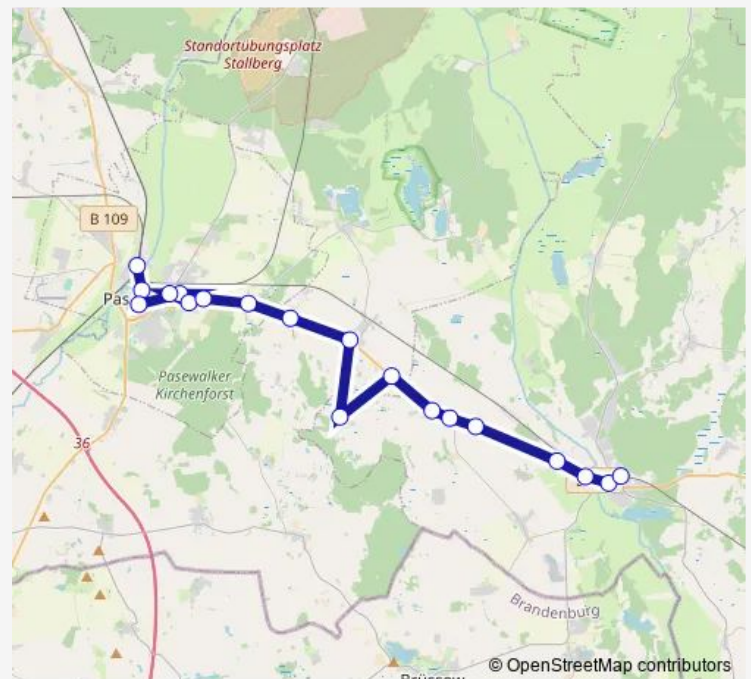 Standortübungsplatz
Stallberg
B 109
Pas
Pasewalker
Kirchenforst
36
Brandenburg
© OpenStreetMap contributors